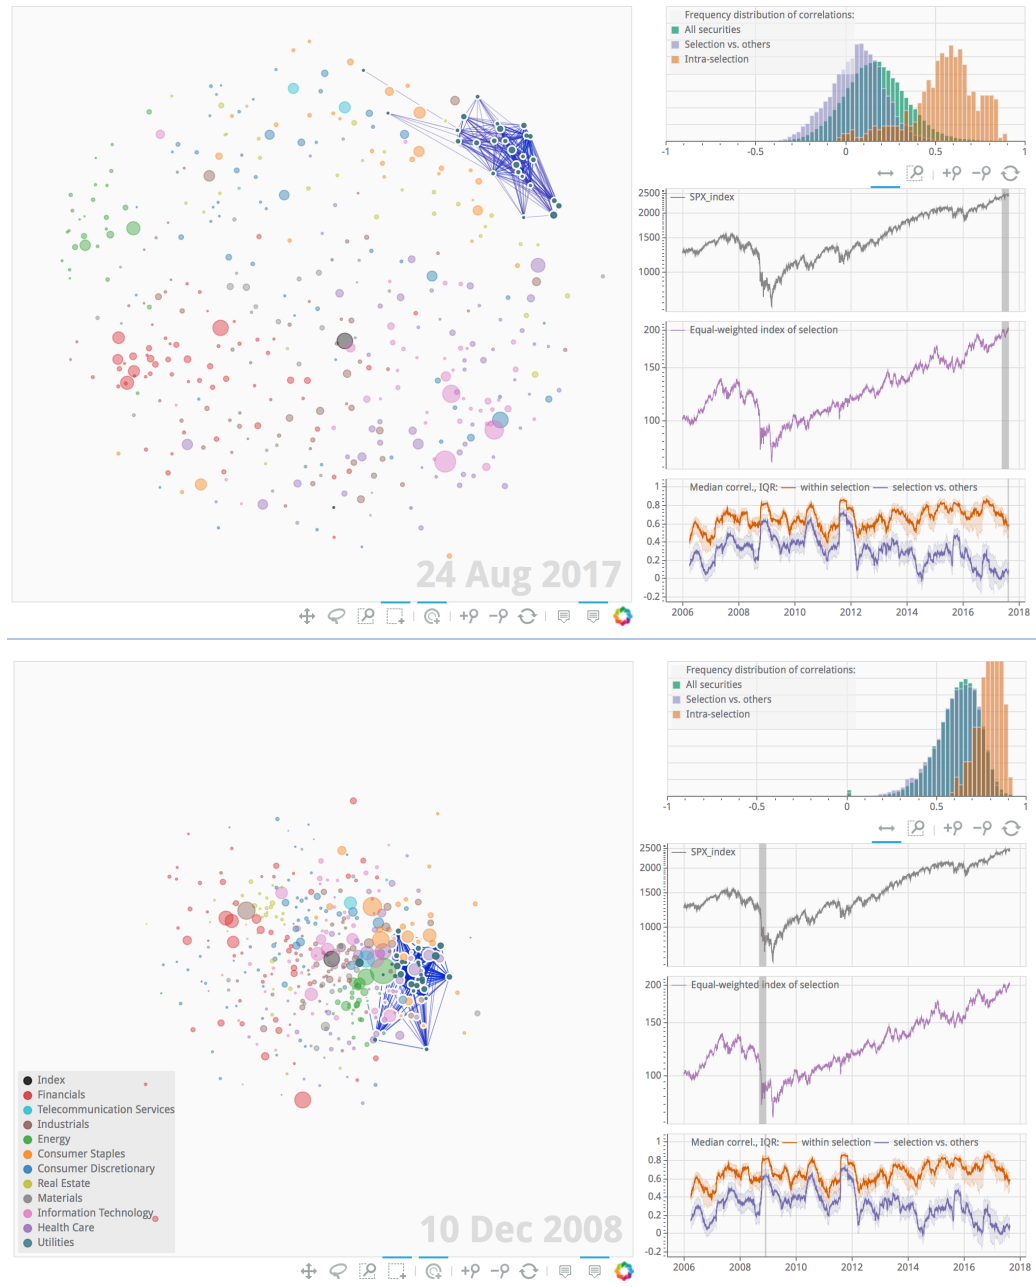 Frequency distribution of correlations:
All securities
Selection vs. others
Intra-selection
-1 -0.5 0 0.5 1
2500
2000
1500
1000
SPX_index
200
150
100
Equal-weighted index of selection
1
0.8
0.6
0.4
0.2
0
-0.2
Median correl., IQR: within selection selection vs. others
2006 2008 2010 2012 2014 2016 2018
24 Aug 2017
Frequency distribution of correlations:
All securities
Selection vs. others
Intra-selection
-1 -0.5 0 0.5 1
2500
2000
1500
1000
SPX_index
200
150
100
Equal-weighted index of selection
1
0.8
0.6
0.4
0.2
0
-0.2
Median correl., IQR: within selection selection vs. others
2006 2008 2010 2012 2014 2016 2018
Index
Financials
Telecommunication Services
Industrials
Energy
Consumer Staples
Consumer Discretionary
Real Estate
Materials
Information Technology
Health Care
Utilities
10 Dec 2008